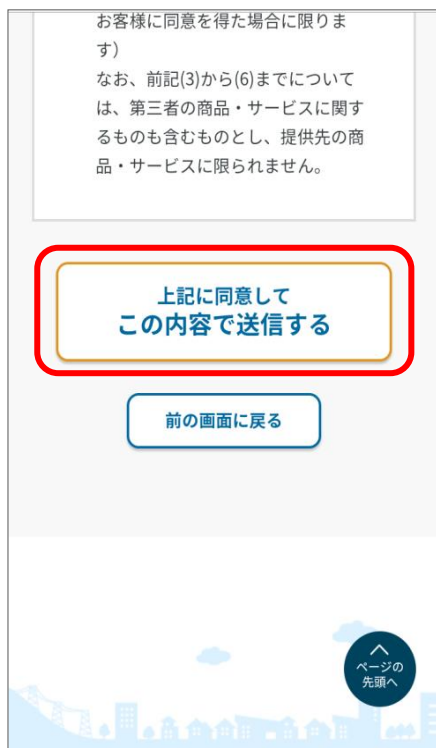 お客様に同意を得た場合に限りま
す）
なお、前記(3)から(6)までについて
は、第三者の商品・サービスに関す
るものも含むものとし、提供先の商
品・サービスに限られません。
上記に同意して
この内容で送信する
前の画面に戻る
ページの
先頭へ